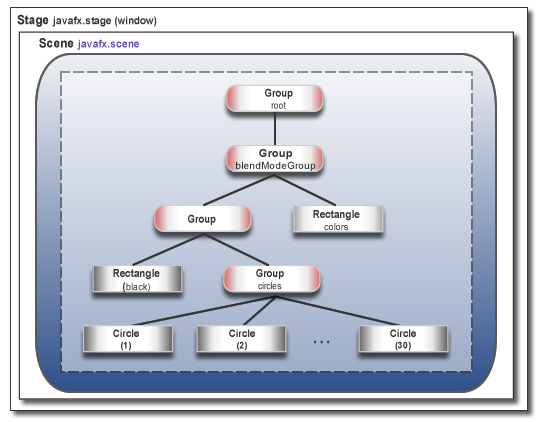 Stage javafx.stage (window)
Scene javafx.scene
Group
root
Group
blendModeGroup
Group
Rectangle
colors
Rectangle
(black)
Group
circles
Circle
(1)
Circle
(2)
...
Circle
(30)